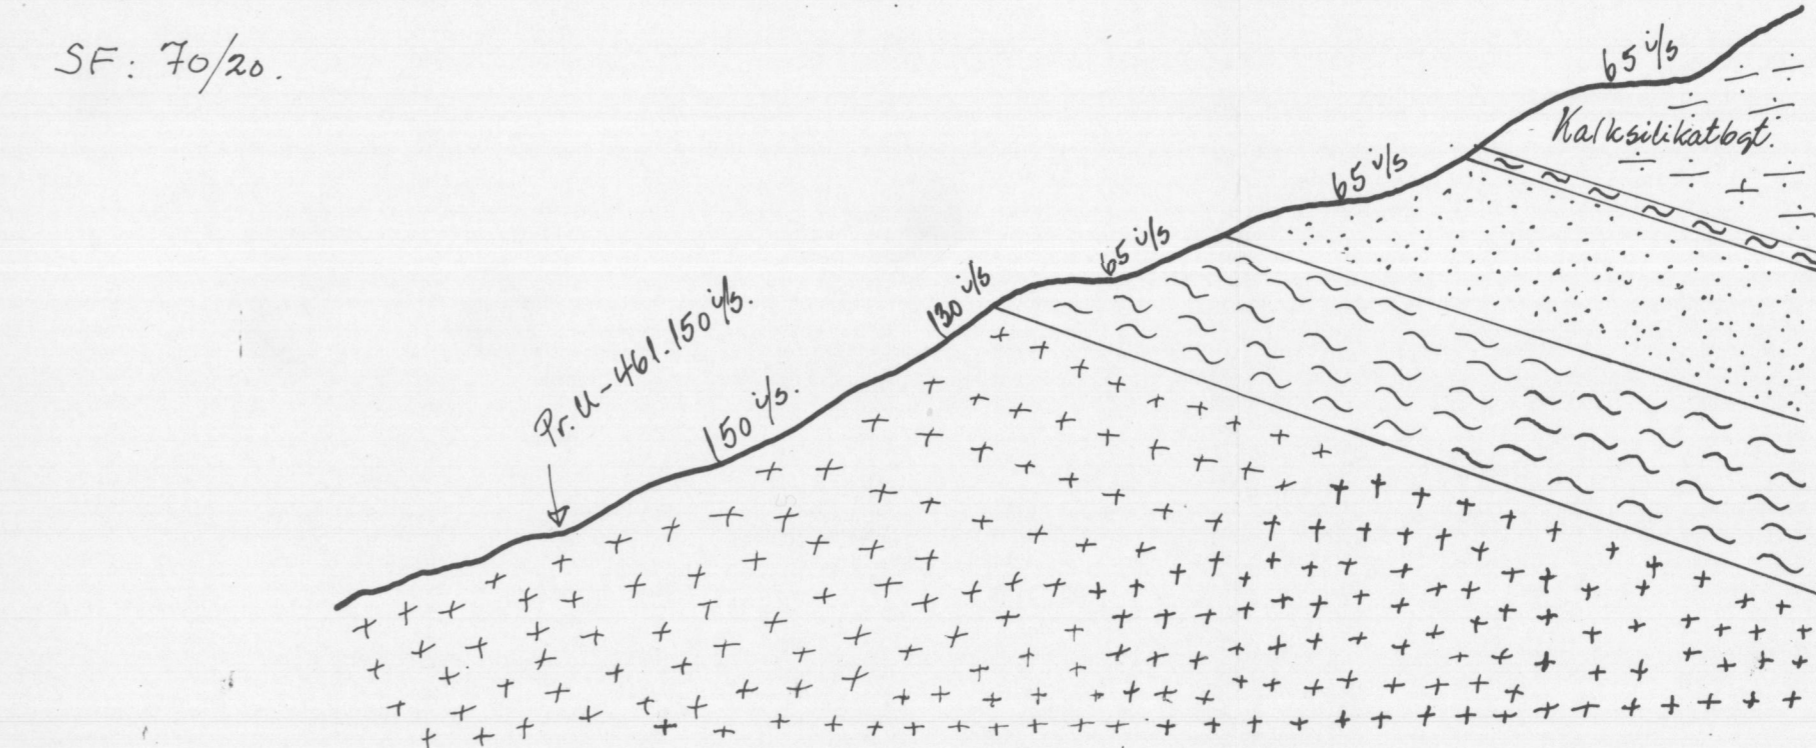 SF: 70/20.
65 i/s
Kalksilikatbgt.
65 i/s
65 i/s
130 i/s
Pr. U-461-150 i/s.
150 i/s.